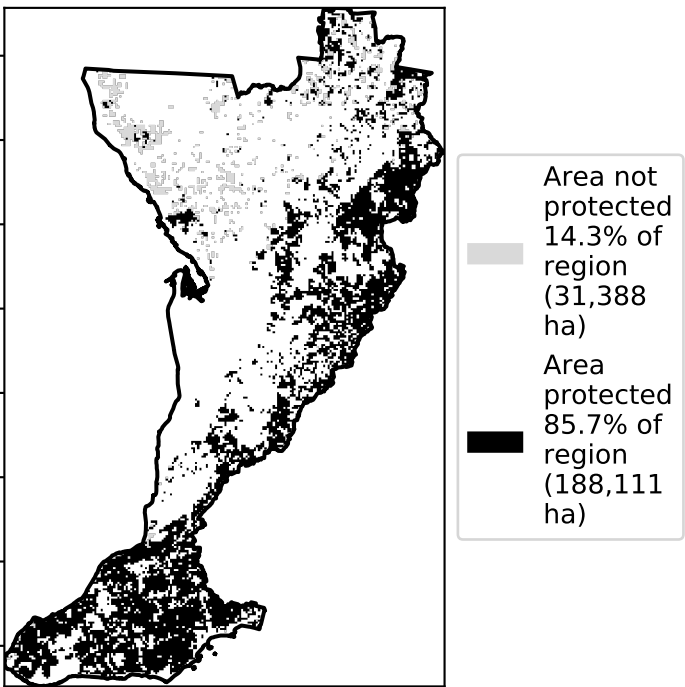 Area not
protected
14.3% of
region
(31,388
ha)
Area
protected
85.7% of
region
(188,111
ha)